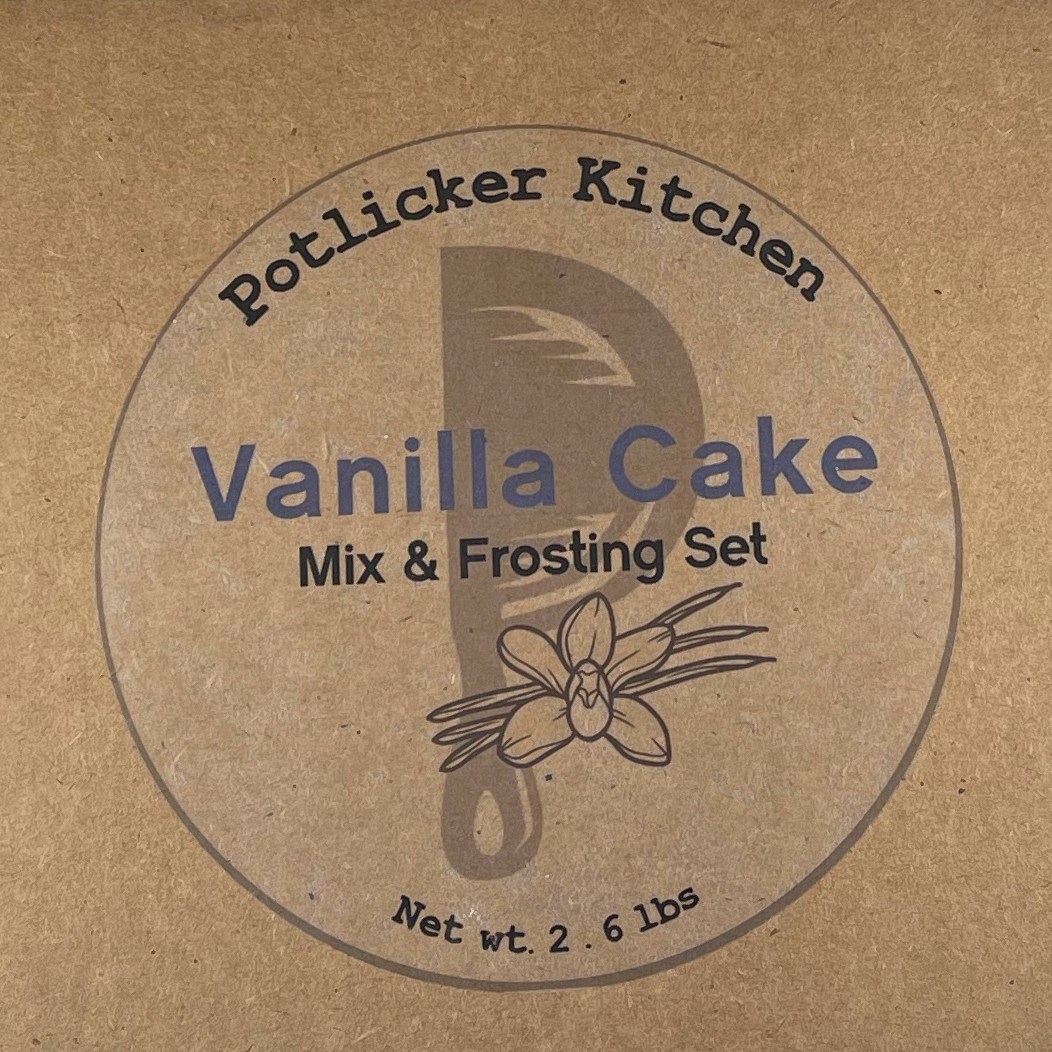 Potlicker Kitchen
Vanilla Cake
Mix & Frosting Set
Net wt. 2 . 6 lbs